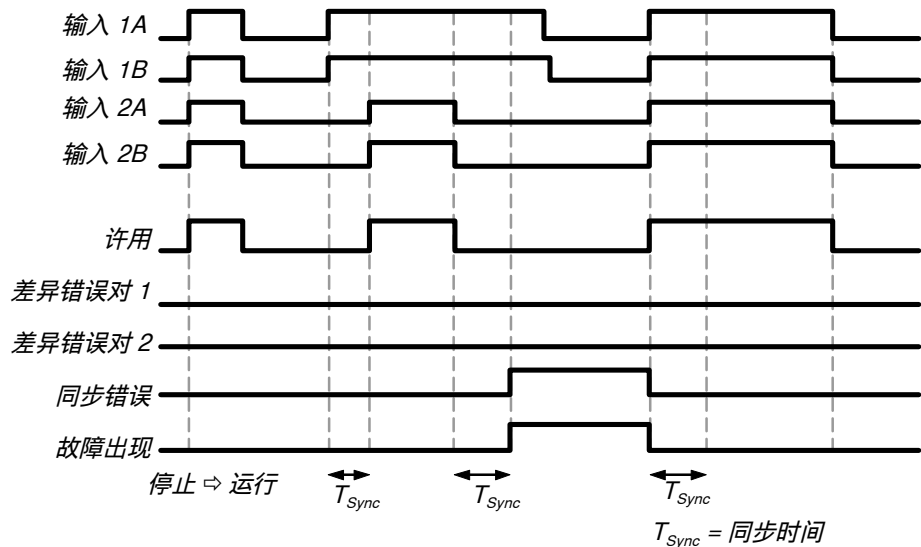 输入 1A
输入 1B
输入 2A
输入 2B
许用
差异错误对 1
差异错误对 2
同步错误
故障出现
停止 ⇨ 运行
TSync
TSync
TSync
TSync = 同步时间